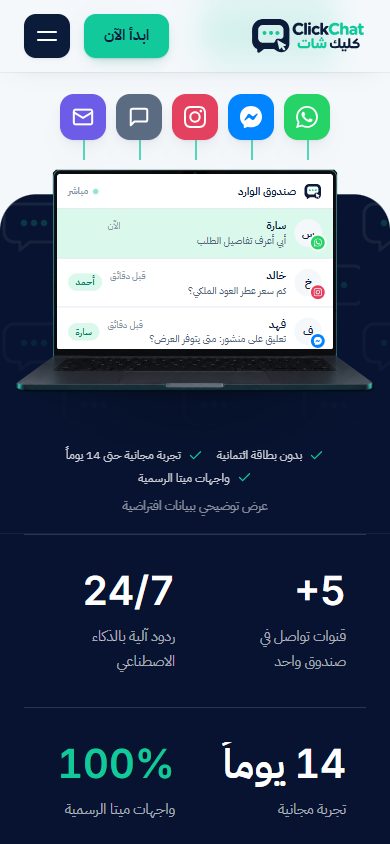 ClickChat
كليك شات
ابدأ الآن
صندوق الوارد
مباشر
س
سارة
الآن
أبي أعرف تفاصيل الطلب
خ
خالد
قبل دقائق
أحمد
كم سعر عطر العود الملكي؟
ف
فهد
قبل دقائق
سارة
تعليق على منشور: متى يتوفر العرض؟
بدون بطاقة ائتمانية
تجربة مجانية حتى 14 يوماً
واجهات ميتا الرسمية
عرض توضيحي ببيانات افتراضية
+5
قنوات تواصل في
صندوق واحد
24/7
ردود آلية بالذكاء
الاصطناعي
14 يوماً
تجربة مجانية
100%
واجهات ميتا الرسمية